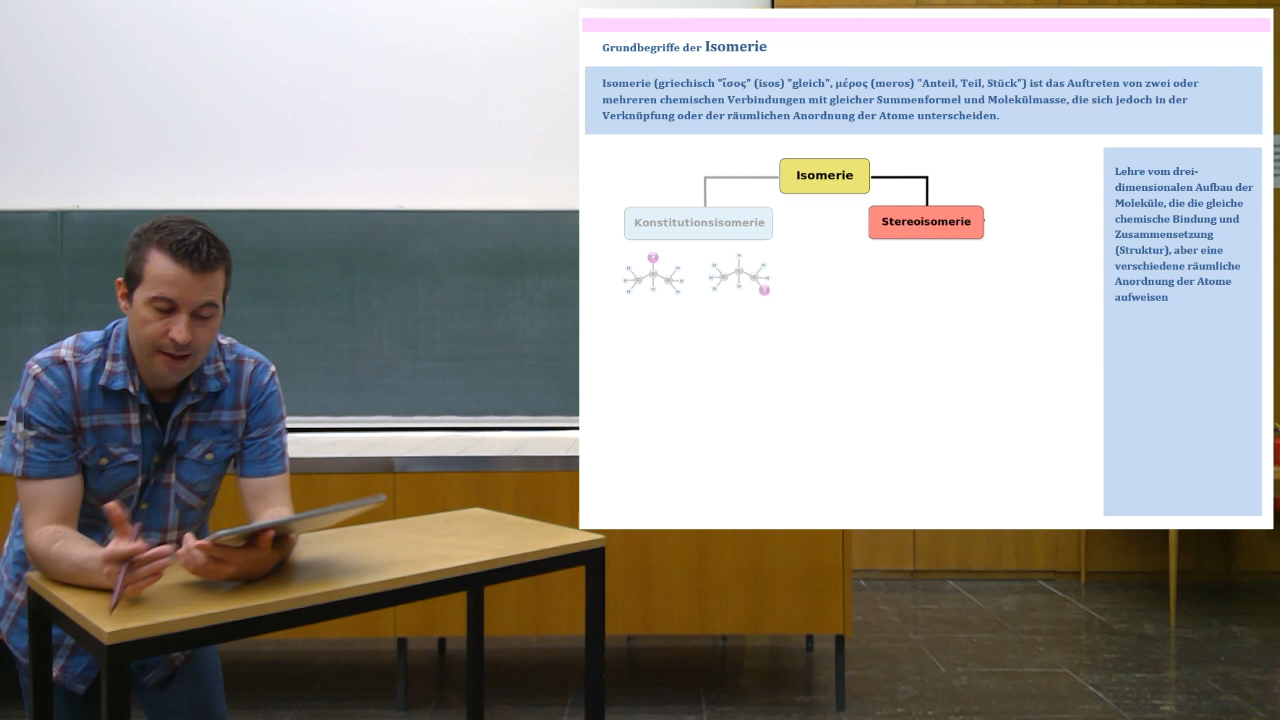 Grundbegriffe der Isomerie
Isomerie (griechisch "ἴσος" (isos) "gleich", μέρος (meros) "Anteil, Teil, Stück") ist das Auftreten von zwei oder
mehreren chemischen Verbindungen mit gleicher Summenformel und Molekülmasse, die sich jedoch in der
Verknüpfung oder der räumlichen Anordnung der Atome unterscheiden.
Isomerie
Konstitutionsisomerie
Stereoisomerie
Lehre vom drei-
dimensionalen Aufbau der
Moleküle, die die gleiche
chemische Bindung und
Zusammensetzung
(Struktur), aber eine
verschiedene räumliche
Anordnung der Atome
aufweisen